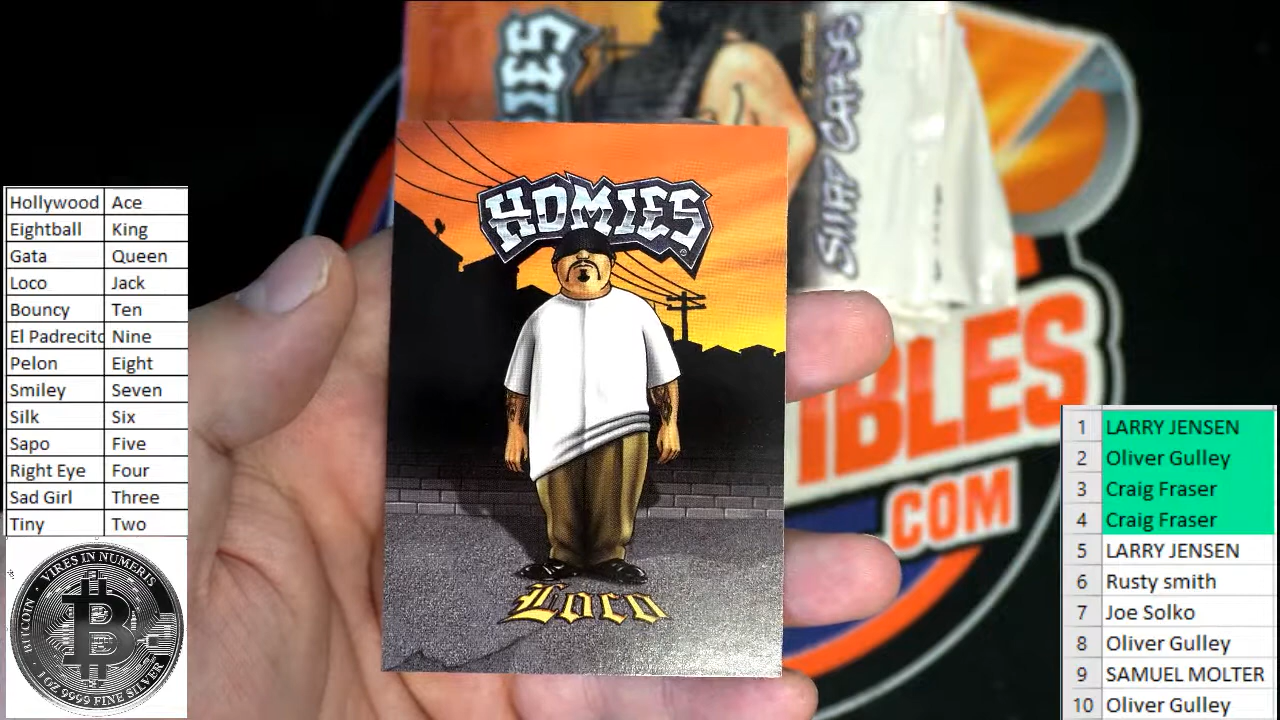 Hollywood Ace
Eightball King
Gata Queen
Loco Jack
Bouncy Ten
El Padrecito Nine
Pelon Eight
Smiley Seven
Silk Six
Sapo Five
Right Eye Four
Sad Girl Three
Tiny Two
BITCOIN · VIRES IN NUMERIS
1 OZ 9999 FINE SILVER
HOMIES
Loco
IBLES
.COM
1 LARRY JENSEN
2 Oliver Gulley
3 Craig Fraser
4 Craig Fraser
5 LARRY JENSEN
6 Rusty smith
7 Joe Solko
8 Oliver Gulley
9 SAMUEL MOLTER
10 Oliver Gulley